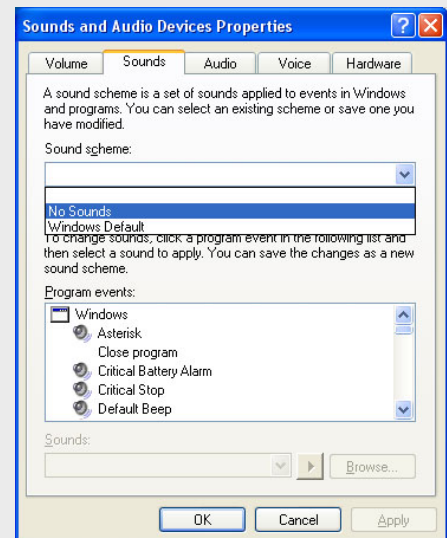 Sounds and Audio Devices Properties
Volume Sounds Audio Voice Hardware
A sound scheme is a set of sounds applied to events in Windows
and programs. You can select an existing scheme or save one you
have modified.
Sound scheme:
No Sounds
Windows Default
To change sounds, click a program event in the following list and
then select a sound to apply. You can save the changes as a new
sound scheme.
Program events:
Windows
Asterisk
Close program
Critical Battery Alarm
Critical Stop
Default Beep
Sounds:
Browse...
OK Cancel Apply